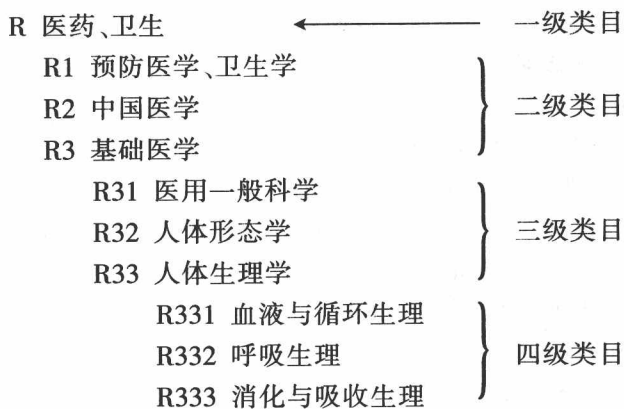 R 医药、卫生 一级类目
R1 预防医学、卫生学
R2 中国医学 二级类目
R3 基础医学
R31 医用一般科学
R32 人体形态学 三级类目
R33 人体生理学
R331 血液与循环生理
R332 呼吸生理 四级类目
R333 消化与吸收生理